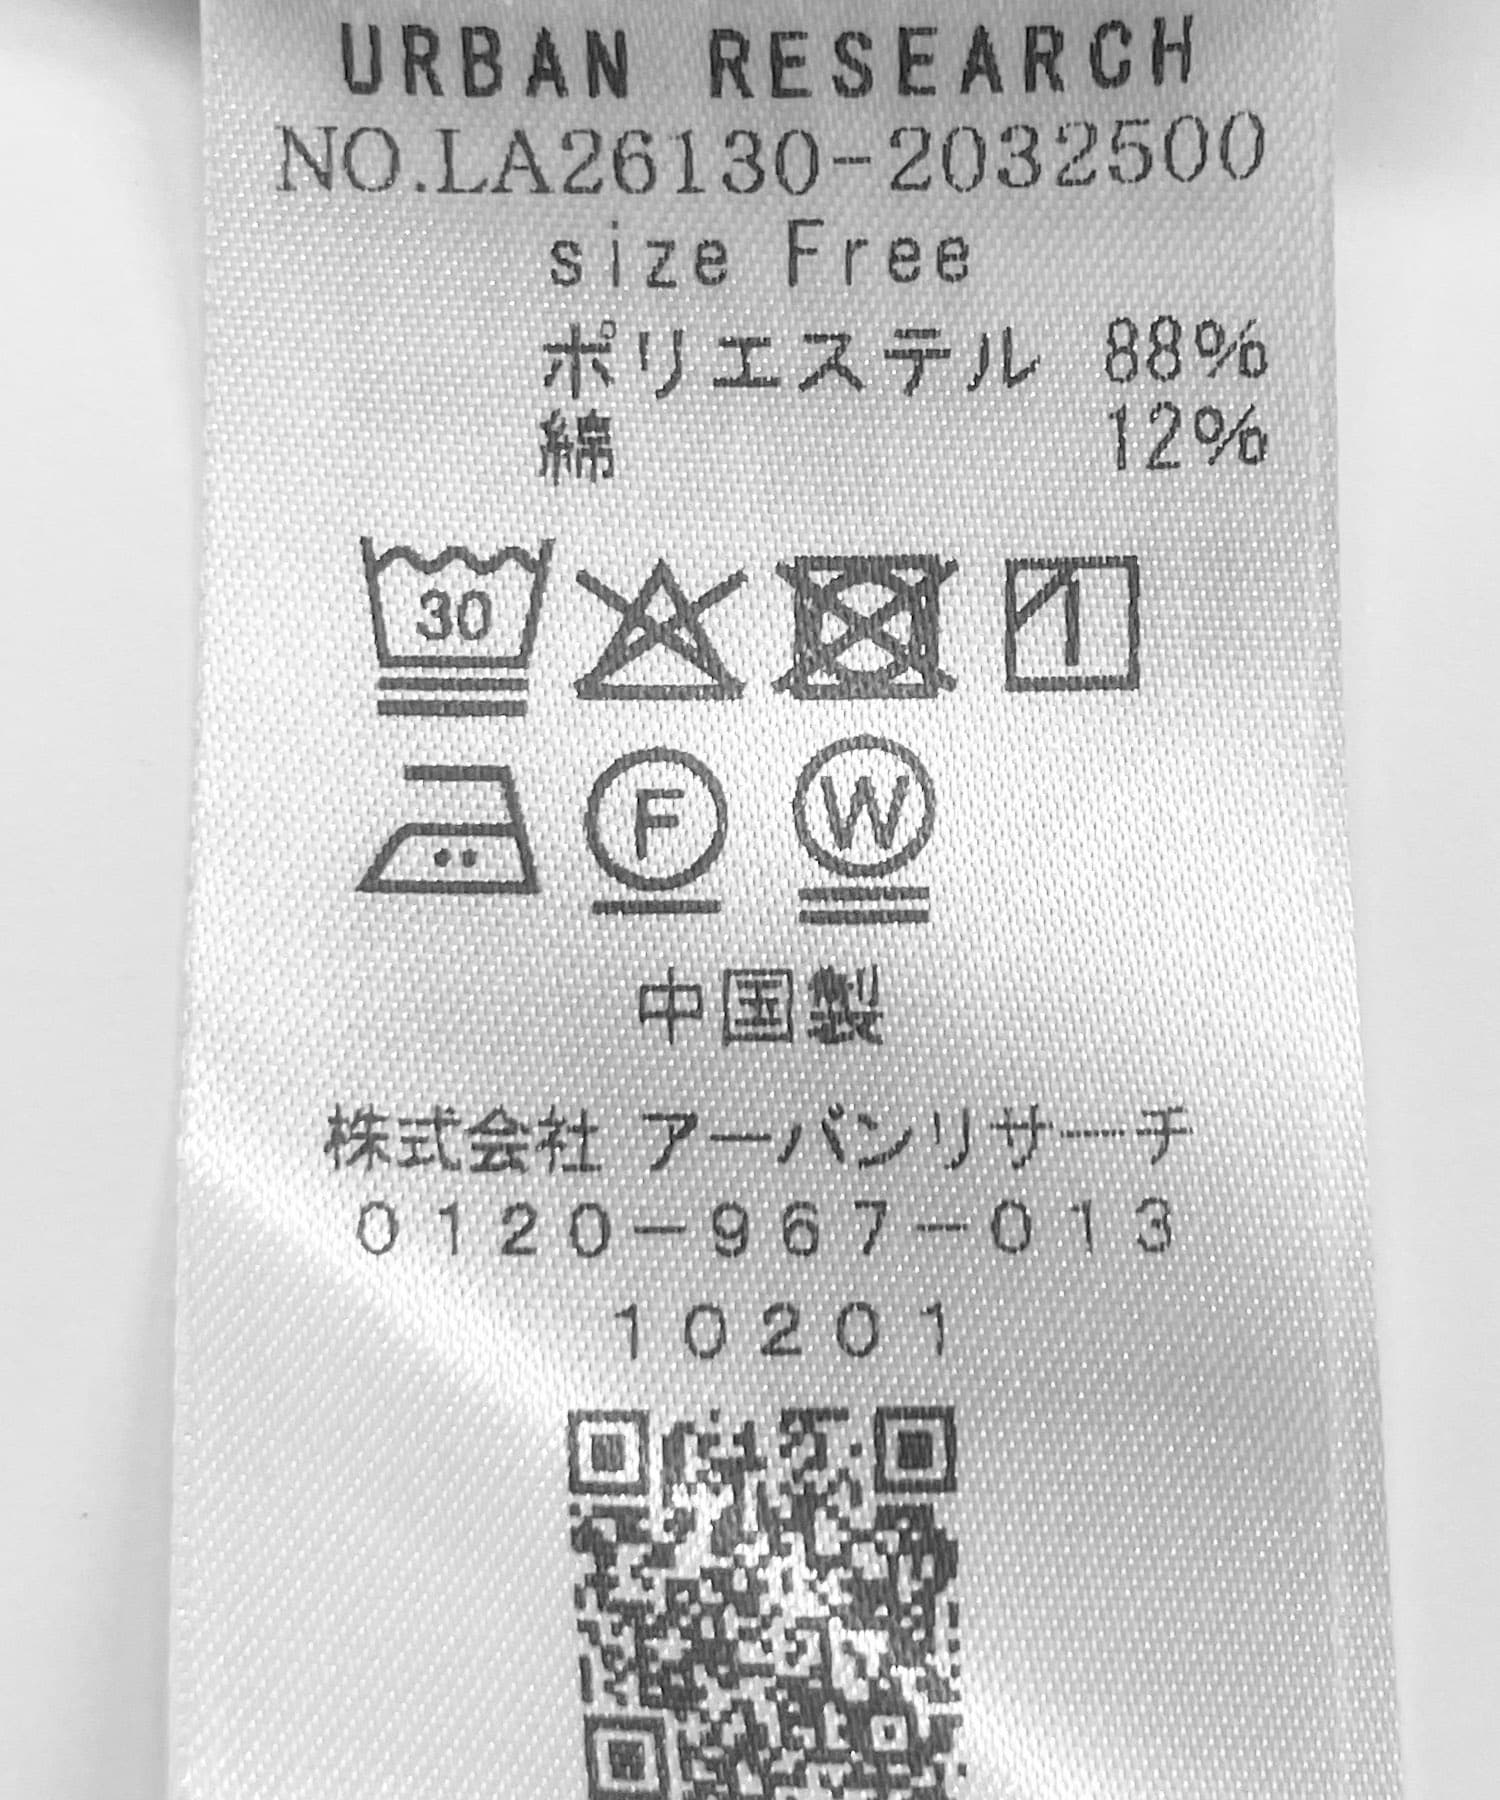 URBAN RESEARCH
NO.LA26130-2032500
size Free
ポリエステル 88%
綿 12%
30
F W
中国製
株式会社 アーバンリサーチ
0120-967-013
10201